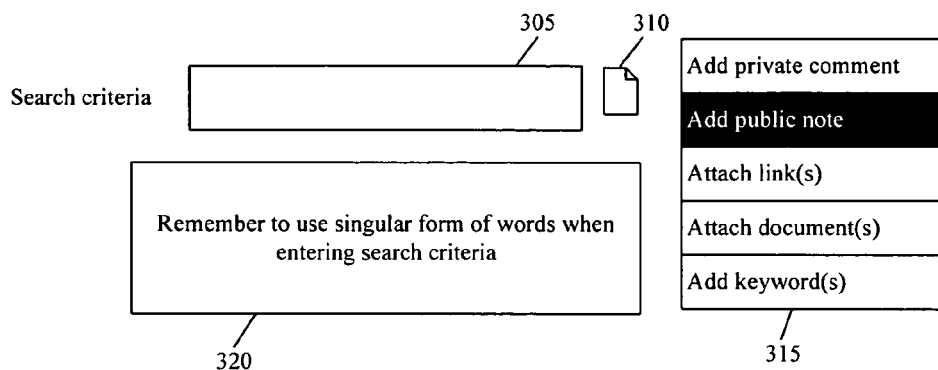 305
310
Search criteria
Add private comment
Add public note
Attach link(s)
Attach document(s)
Add keyword(s)
Remember to use singular form of words when
entering search criteria
320
315